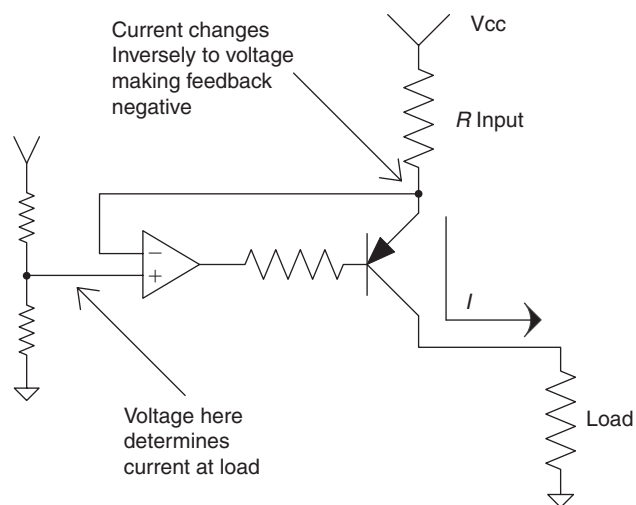 Current changes
Inversely to voltage
making feedback
negative
Vcc
R Input
−
+
I
Load
Voltage here
determines
current at load